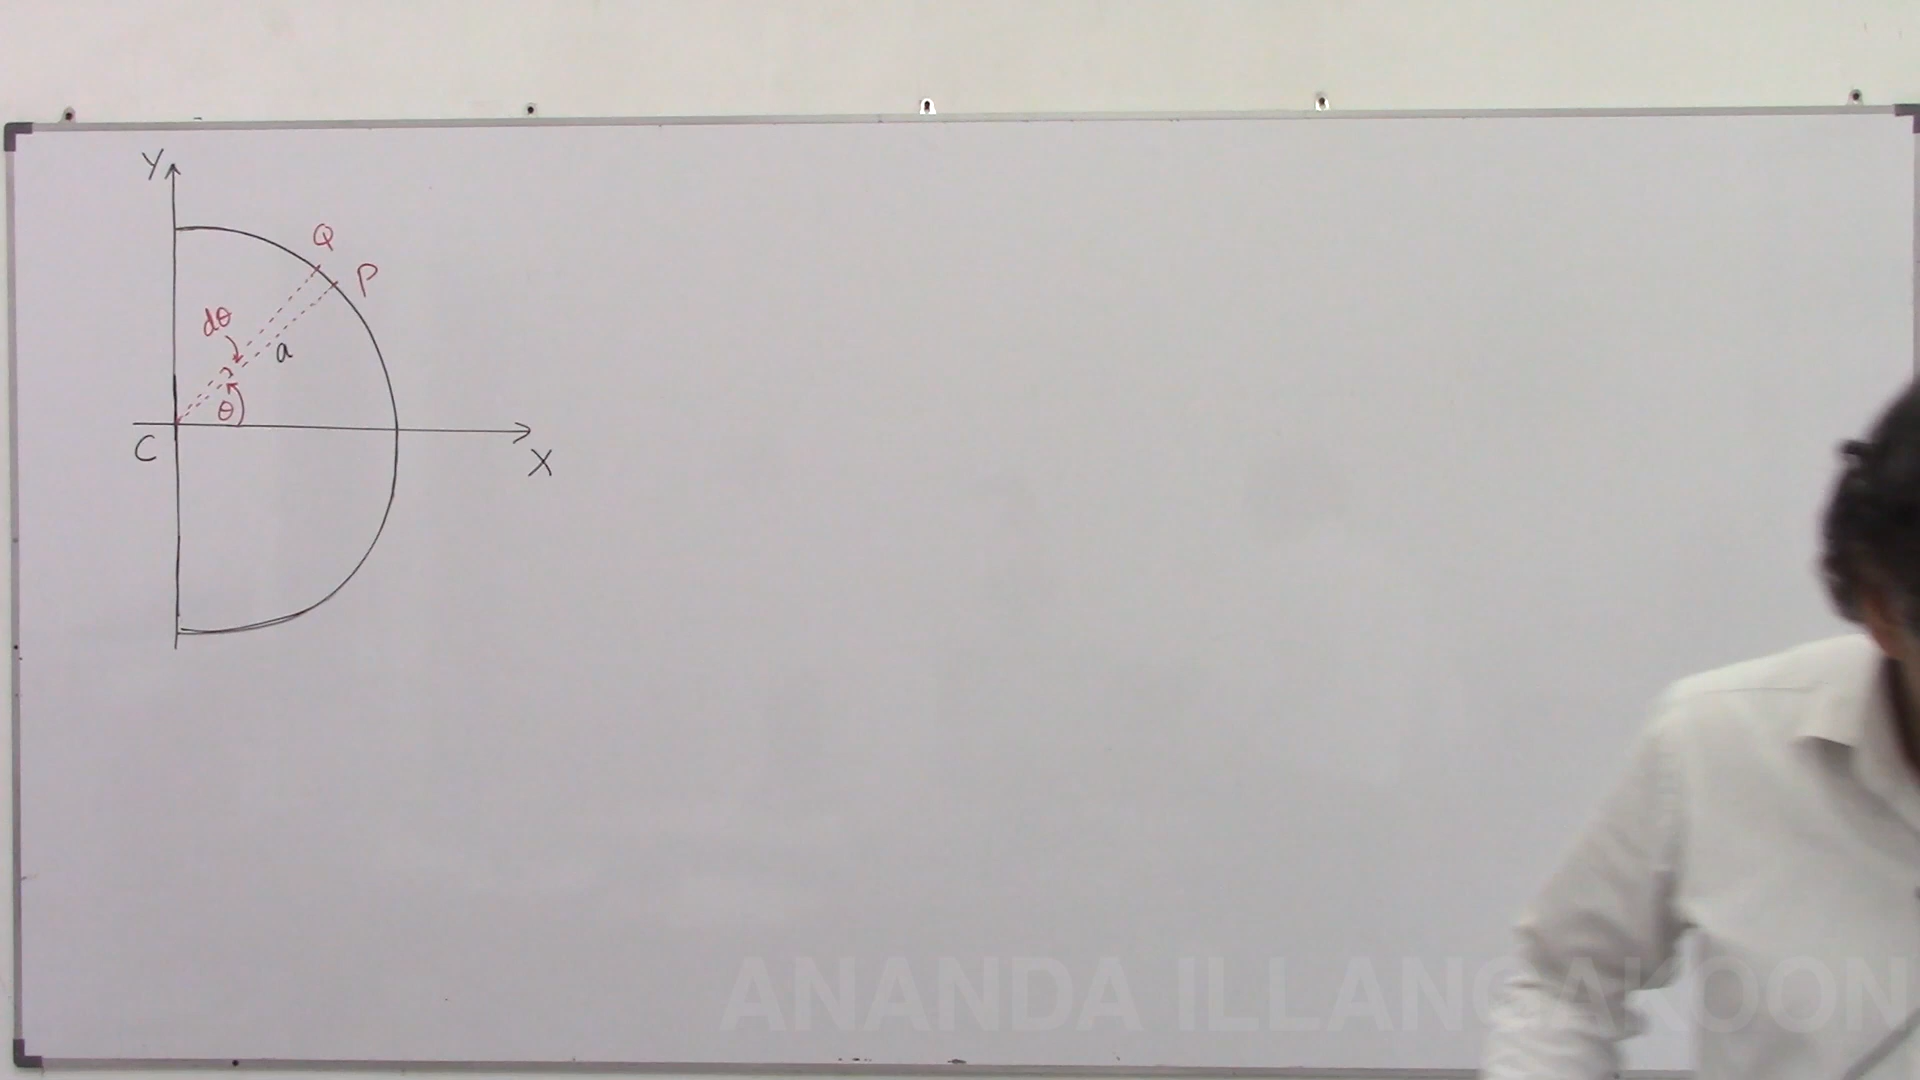 Y
Q
P
dθ
a
θ
C
X
ANANDA ILLANGAKOON